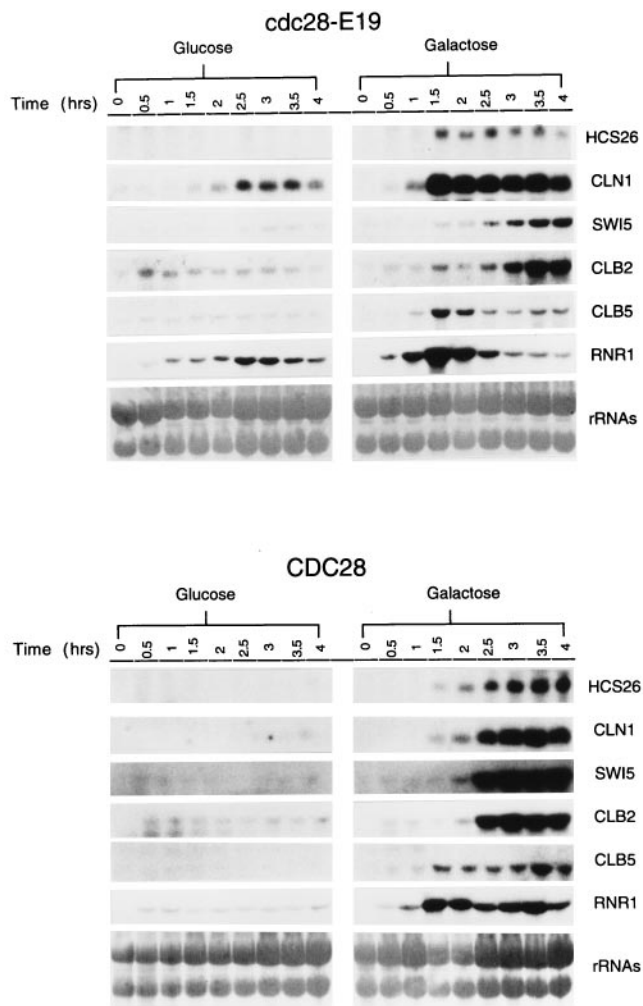 cdc28-E19
Glucose Galactose
Time (hrs) 0 0.5 1 1.5 2 2.5 3 3.5 4 0 0.5 1 1.5 2 2.5 3 3.5 4
HCS26
CLN1
SWI5
CLB2
CLB5
RNR1
rRNAs
CDC28
Glucose Galactose
Time (hrs) 0 0.5 1 1.5 2 2.5 3 3.5 4 0 0.5 1 1.5 2 2.5 3 3.5 4
HCS26
CLN1
SWI5
CLB2
CLB5
RNR1
rRNAs